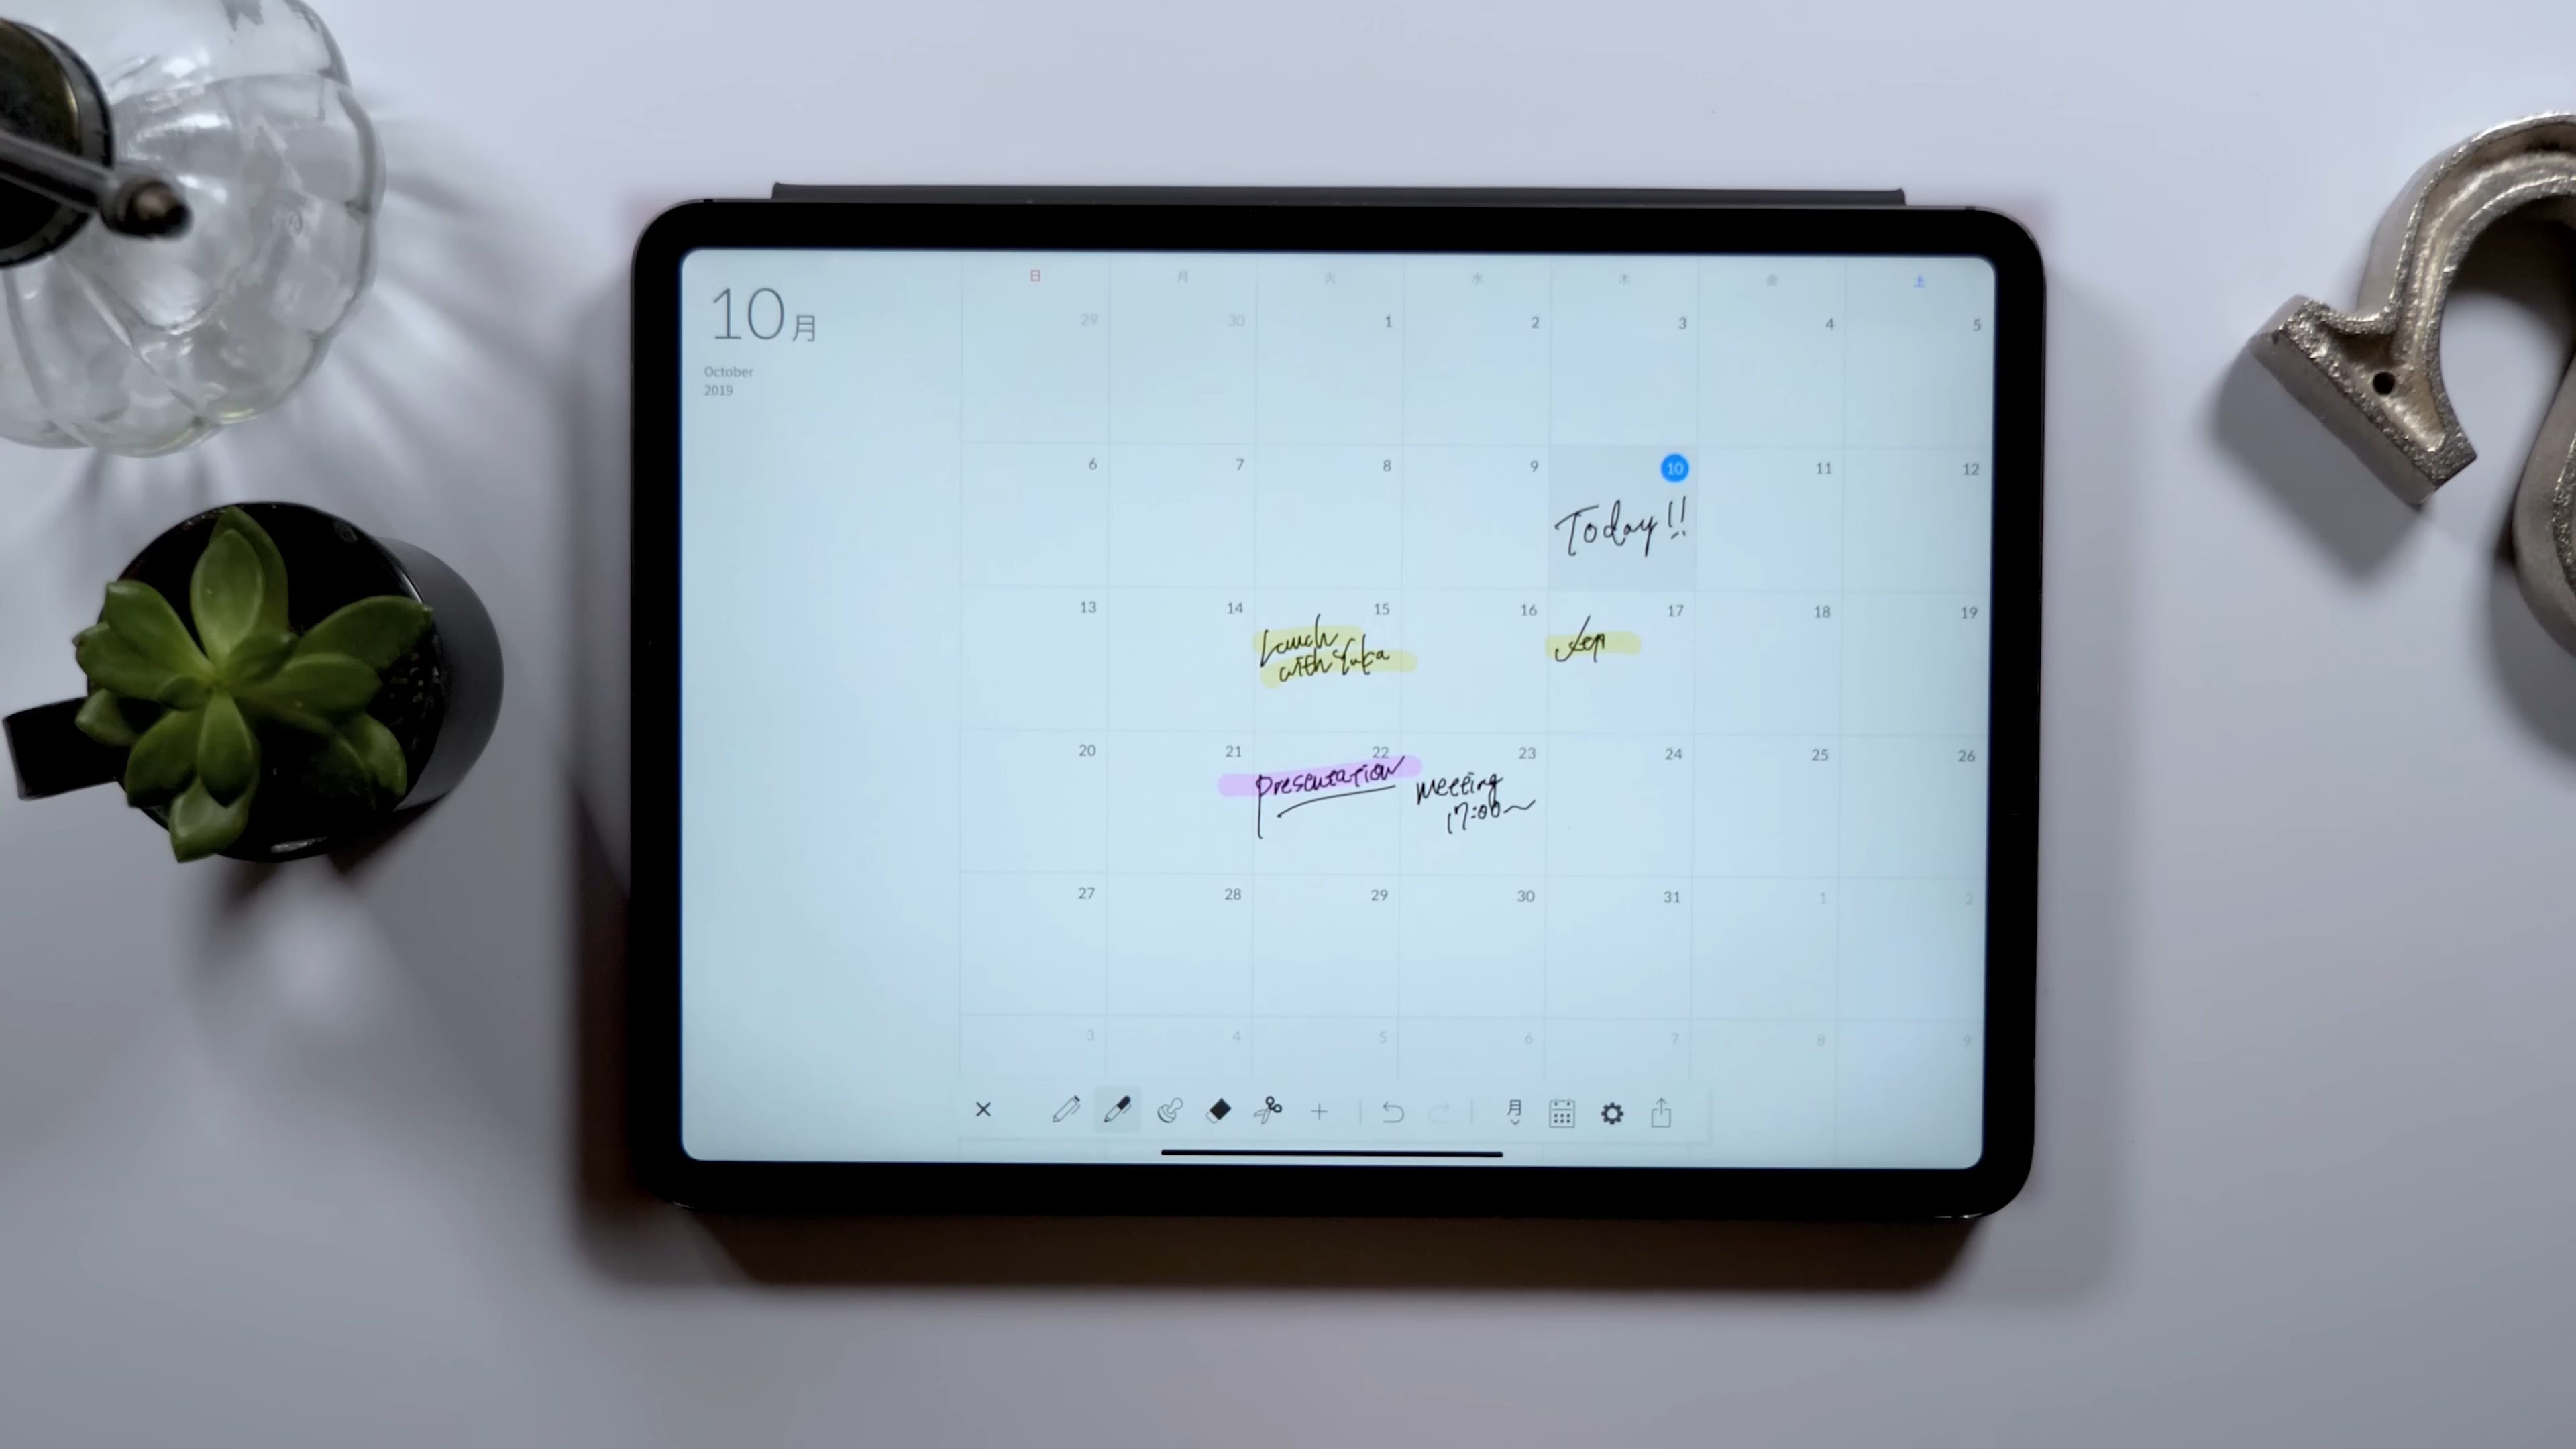 10月
October
2019
日 月 火 水 木 金 土
29 30 1 2 3 4 5
6 7 8 9 10 11 12
Today!!
13 14 15 16 17 18 19
Lunch
with Yuka
20 21 22 23 24 25 26
presentation
Meeting
17:00~
27 28 29 30 31 1 2
3 4 5 6 7 8 9
月